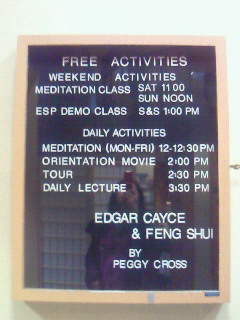 FREE ACTIVITIES
WEEKEND ACTIVITIES
MEDITATION CLASS SAT 11 00
SUN NOON
ESP DEMO CLASS S&S 1:00 PM
DAILY ACTIVITIES
MEDITATION (MON-FRI) 12-12:30 PM
ORIENTATION MOVIE 2:00 PM
TOUR 2:30 PM
DAILY LECTURE 3:30 PM
EDGAR CAYCE
& FENG SHUI
BY
PEGGY CROSS